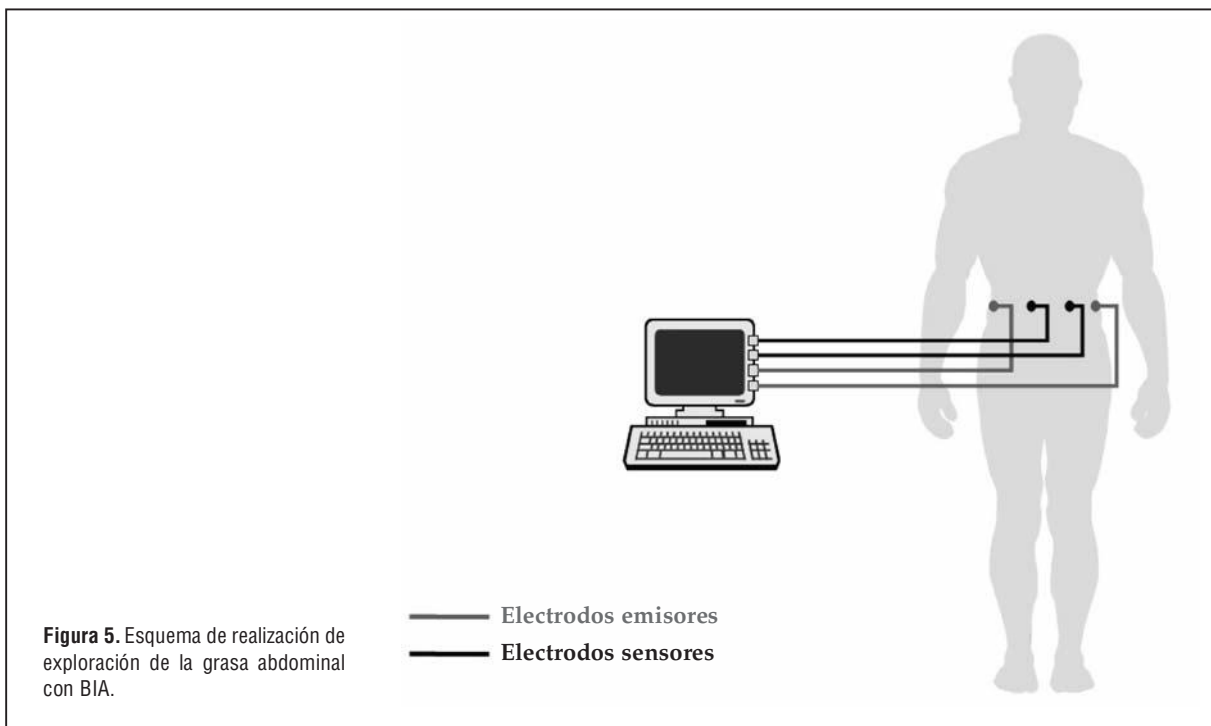 Electrodos emisores
Electrodos sensores
Figura 5. Esquema de realización de
exploración de la grasa abdominal
con BIA.